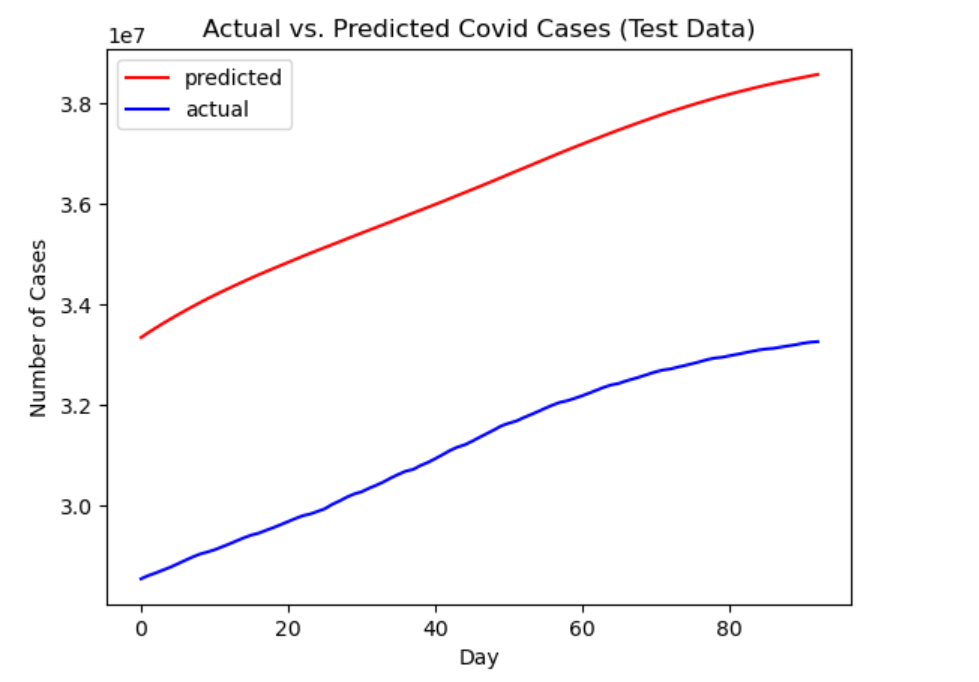 Actual vs. Predicted Covid Cases (Test Data)
1e7
predicted
actual
3.8
3.6
3.4
3.2
3.0
Number of Cases
0 20 40 60 80
Day